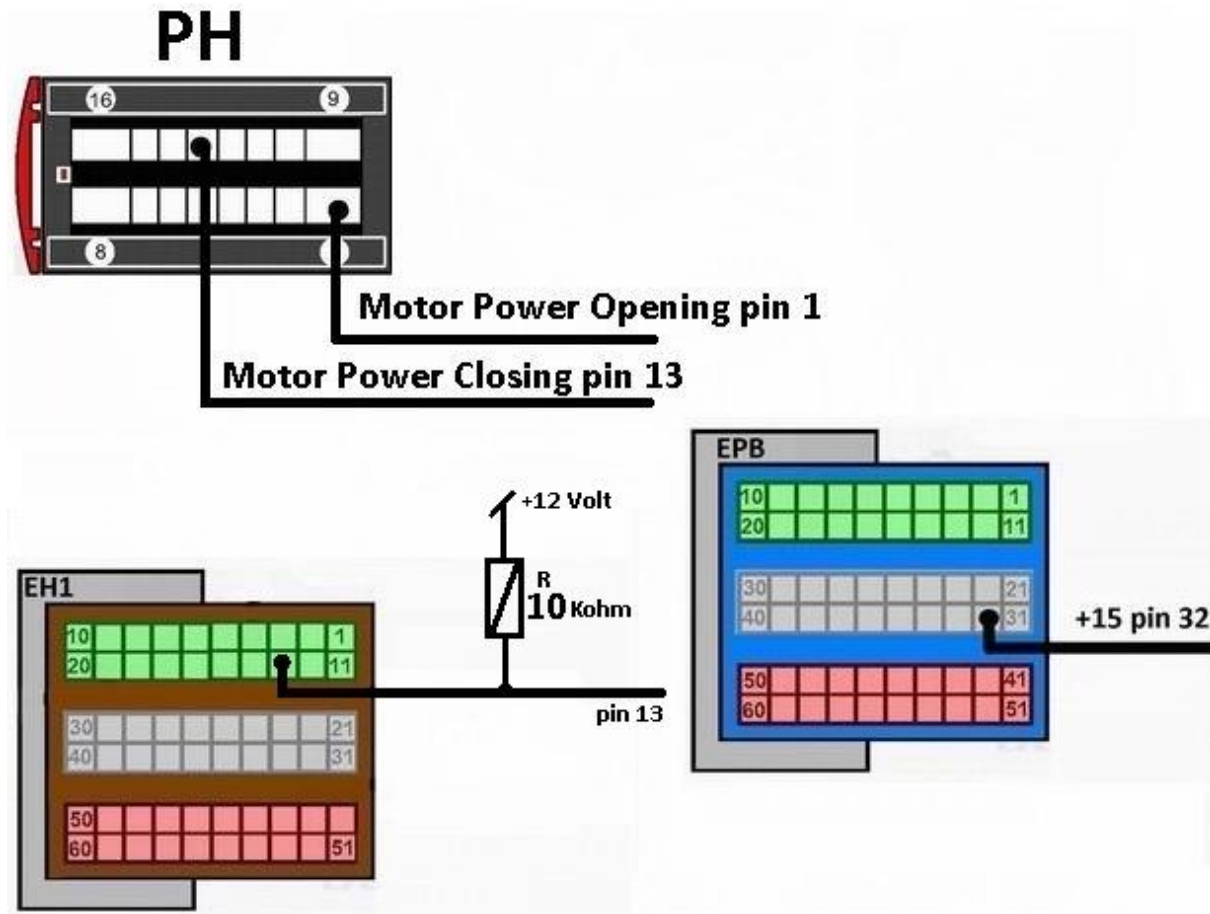 PH
16 9
8
Motor Power Opening pin 1
Motor Power Closing pin 13
EPB
10 1
20 11
30 21
40 31
50 41
60 51
+15 pin 32
+12 Volt
R
10 Kohm
pin 13
EH1
10 1
20 11
30 21
40 31
50
60 51